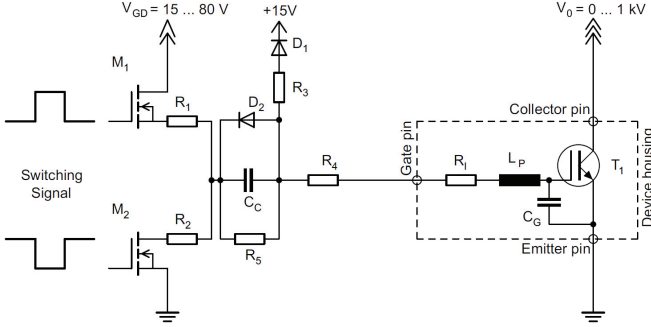 V_GD = 15 ... 80 V
+15V
V_0 = 0 ... 1 kV
D_1
M_1
R_3
R_1
D_2
Collector pin
Gate pin
Device housing
Switching
Signal
R_4
R_I
L_P
T_1
C_C
M_2
R_2
C_G
R_5
Emitter pin